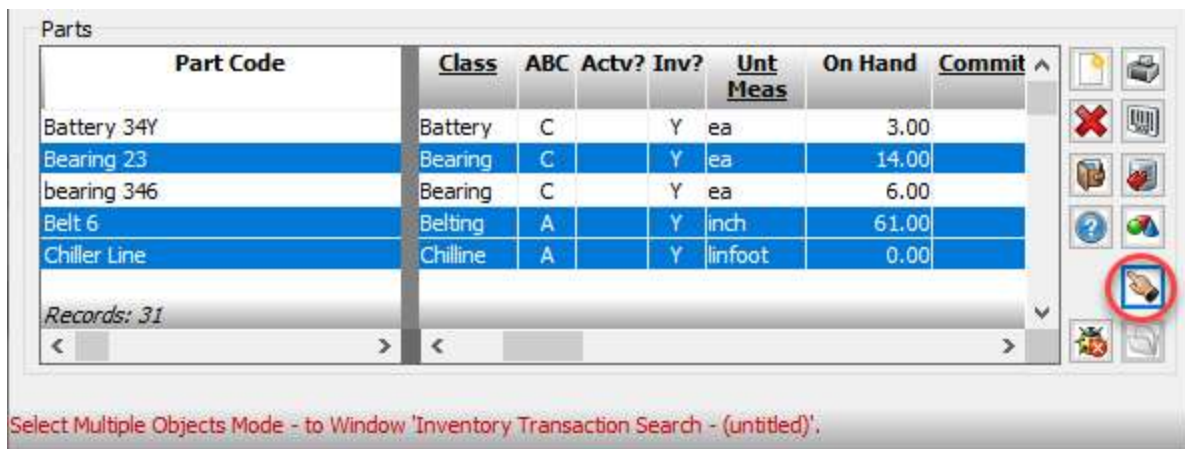 Parts
Part Code Class ABC Actv? Inv? Unt Meas On Hand Commit
Battery 34Y Battery C Y ea 3.00
Bearing 23 Bearing C Y ea 14.00
bearing 346 Bearing C Y ea 6.00
Belt 6 Belting A Y inch 61.00
Chiller Line Chilline A Y linfoot 0.00
Records: 31
Select Multiple Objects Mode - to Window 'Inventory Transaction Search - (untitled)'.